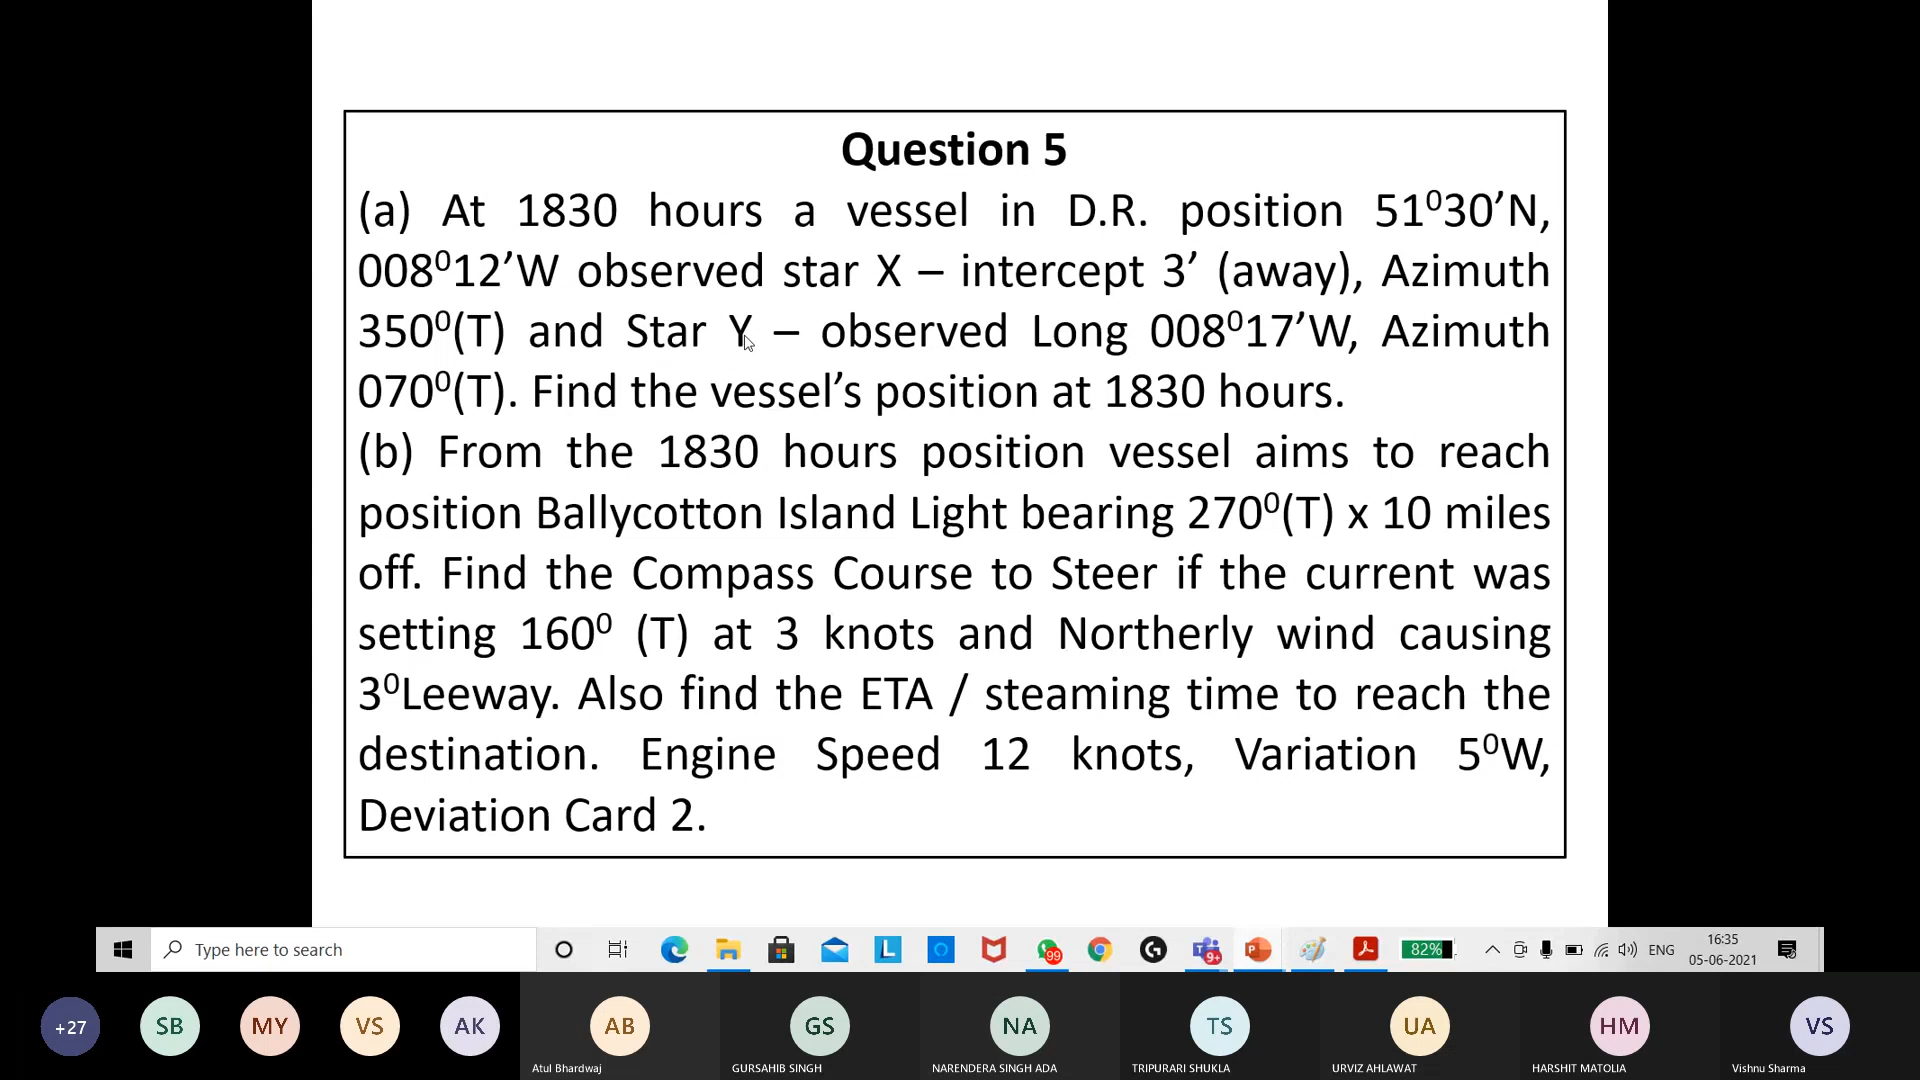 Question 5
(a) At 1830 hours a vessel in D.R. position 51⁰30’N,
008⁰12’W observed star X – intercept 3’ (away), Azimuth
350⁰(T) and Star Y – observed Long 008⁰17’W, Azimuth
070⁰(T). Find the vessel’s position at 1830 hours.
(b) From the 1830 hours position vessel aims to reach
position Ballycotton Island Light bearing 270⁰(T) x 10 miles
off. Find the Compass Course to Steer if the current was
setting 160⁰ (T) at 3 knots and Northerly wind causing
3⁰Leeway. Also find the ETA / steaming time to reach the
destination. Engine Speed 12 knots, Variation 5⁰W,
Deviation Card 2.
Type here to search
L
99
9+
82%
ENG
16:35
05-06-2021
+27
SB
MY
VS
AK
AB
GS
NA
TS
UA
HM
VS
Atul Bhardwaj
GURSAHIB SINGH
NARENDERA SINGH ADA
TRIPURARI SHUKLA
URVIZ AHLAWAT
HARSHIT MATOLIA
Vishnu Sharma